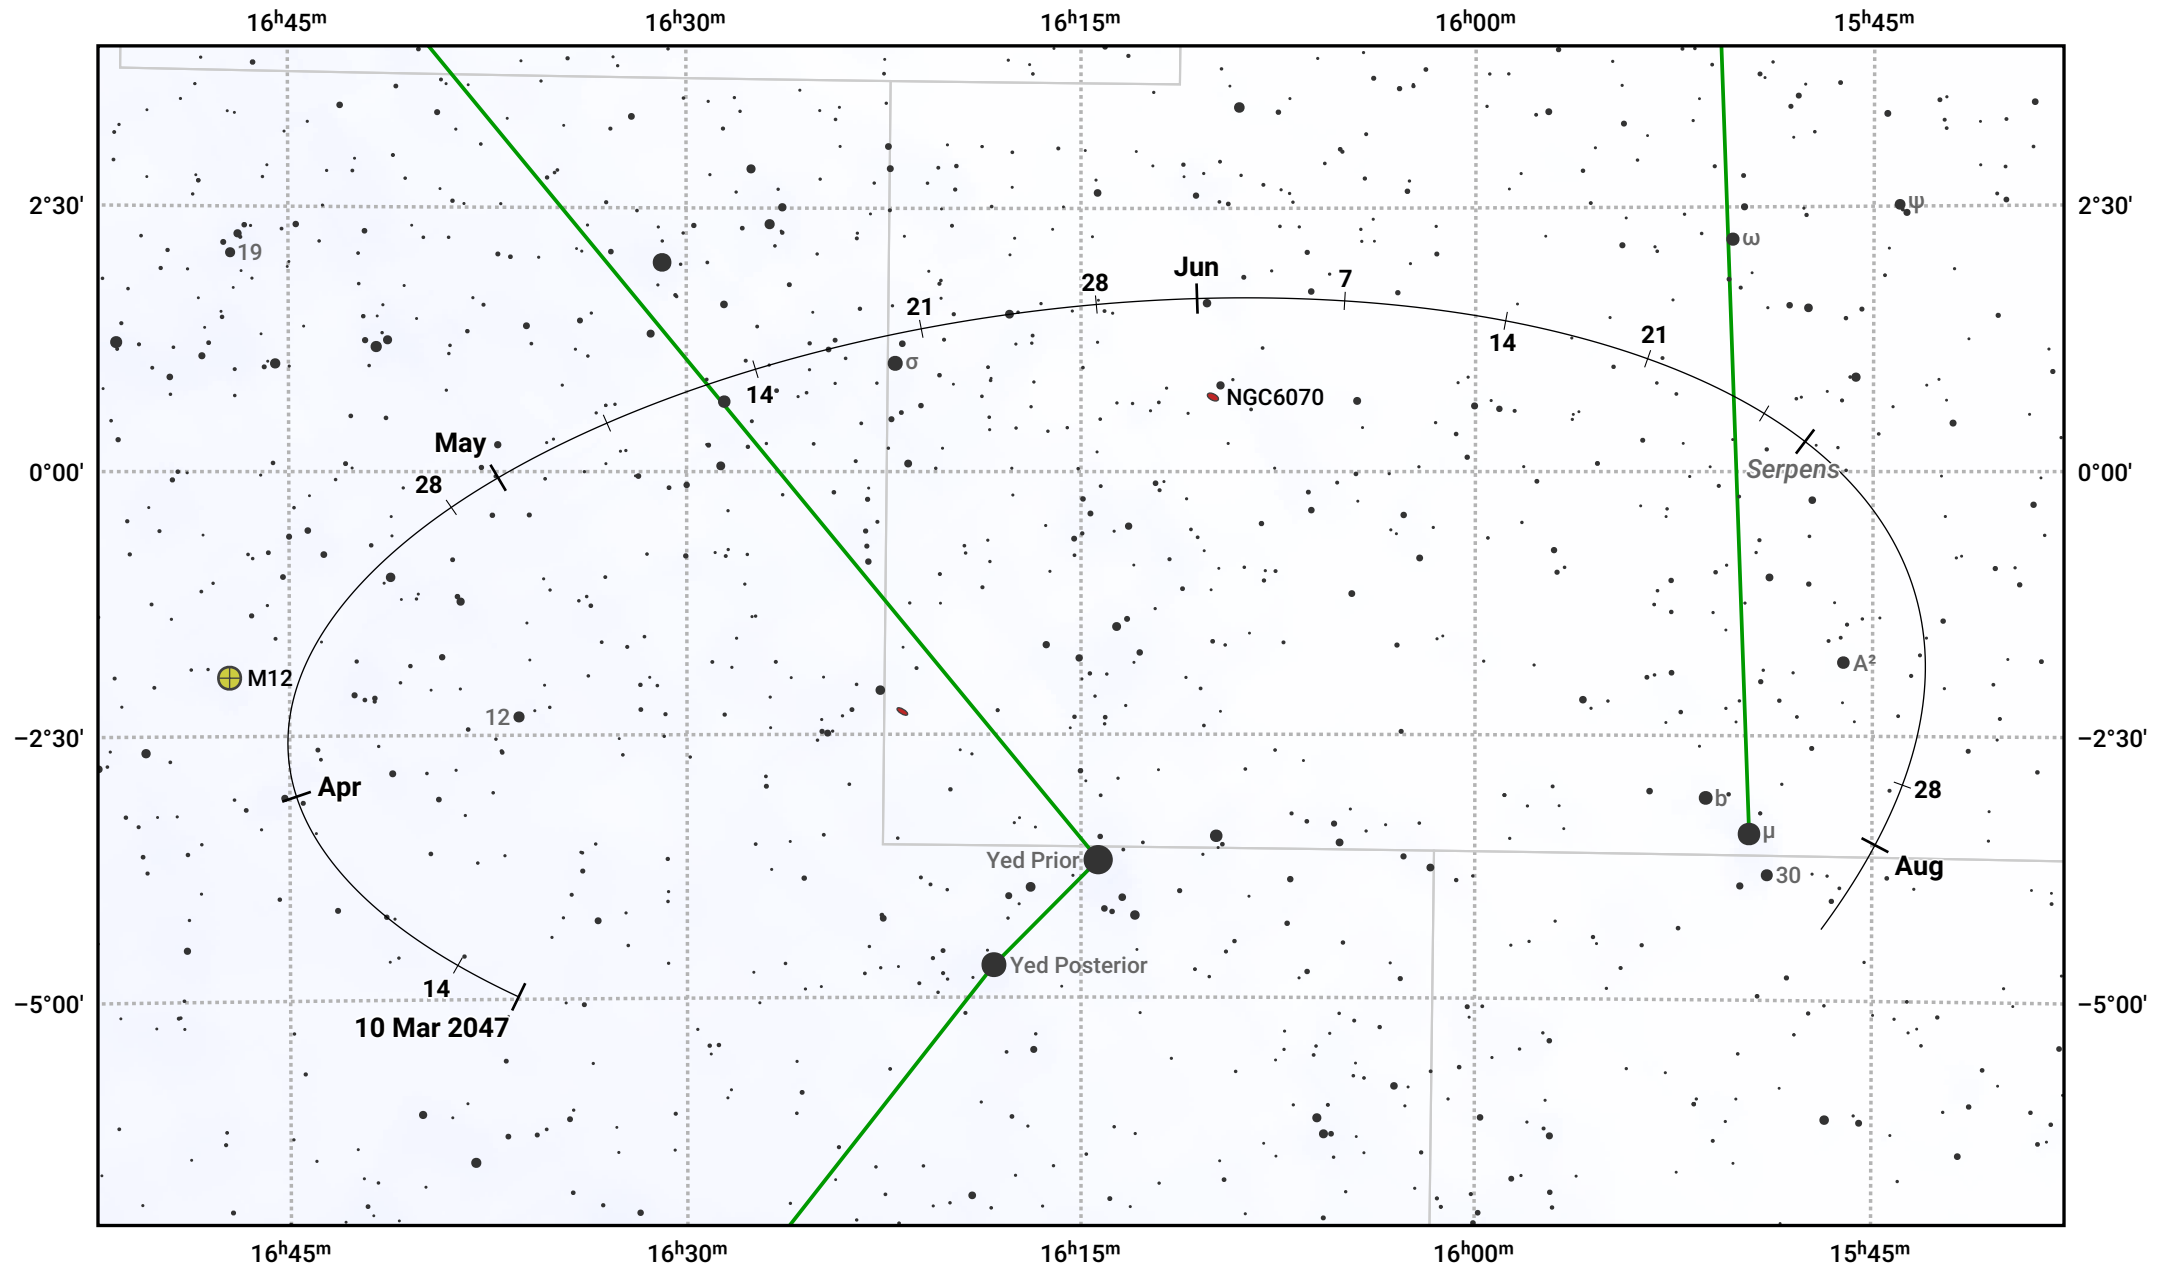 16ʰ45ᵐ 16ʰ30ᵐ 16ʰ15ᵐ 16ʰ00ᵐ 15ʰ45ᵐ
2°30' ψ 2°30'
ω
19
Jun
28 7
21
21
14
σ
14
NGC6070
May
0°00' Serpens 0°00'
28
A²
M12
12
−2°30' −2°30'
Apr 28
b
μ
Yed Prior Aug
30
Yed Posterior
14
−5°00' −5°00'
10 Mar 2047
16ʰ45ᵐ 16ʰ30ᵐ 16ʰ15ᵐ 16ʰ00ᵐ 15ʰ45ᵐ